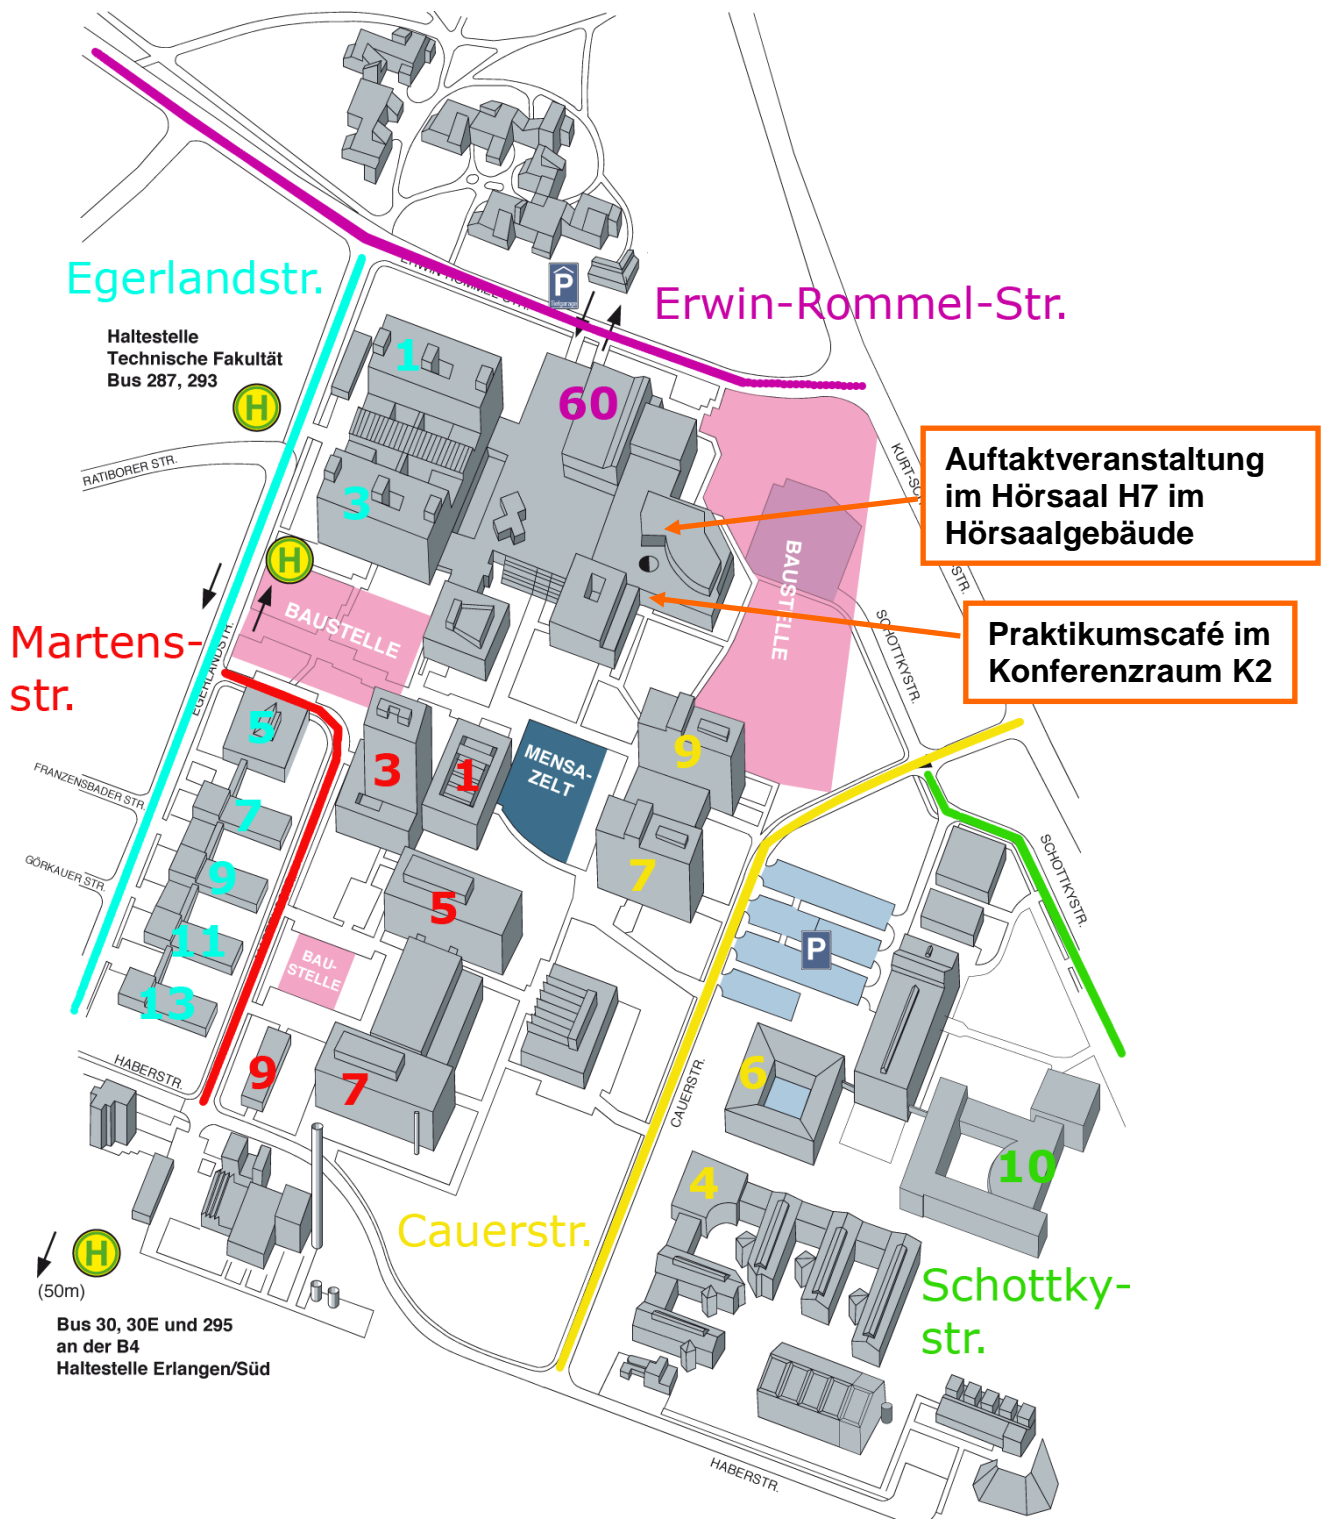 Egerlandstr.
ERWIN-ROMMEL-STR.
P
Tiefgarage
Erwin-Rommel-Str.
Haltestelle
Technische Fakultät
Bus 287, 293
H
1
60
RATIBORER STR.
3
KURT-SC
STR.
Auftaktveranstaltung
im Hörsaal H7 im
Hörsaalgebäude
H
BAUSTELLE
BAUSTELLE
SCHOTTKYSTR.
Praktikumscafé im
Konferenzraum K2
Martens-
str.
EGERLANDSTR.
5
3
1
MENSA-
ZELT
9
FRANZENSBADER STR.
7
GÖRKAUER STR.
9
7
SCHOTTKYSTR.
5
11
BAU-
STELLE
P
13
HABERSTR.
9
7
CAUERSTR.
6
10
4
Cauerstr.
H
(50m)
Schottky-
str.
Bus 30, 30E und 295
an der B4
Haltestelle Erlangen/Süd
HABERSTR.